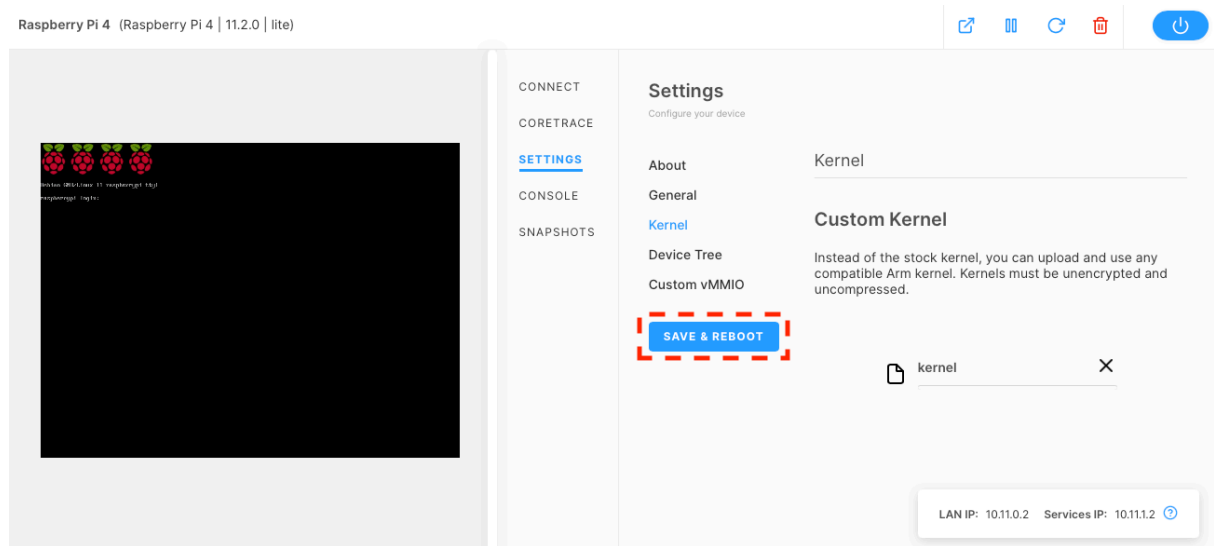 Raspberry Pi 4 (Raspberry Pi 4 | 11.2.0 | lite)
raspberrypi login:
CONNECT
CORETRACE
SETTINGS
CONSOLE
SNAPSHOTS
Settings
Configure your device
About
General
Kernel
Device Tree
Custom vMMIO
SAVE & REBOOT
Kernel
Custom Kernel
Instead of the stock kernel, you can upload and use any
compatible Arm kernel. Kernels must be unencrypted and
uncompressed.
kernel
LAN IP: 10.11.0.2 Services IP: 10.11.1.2